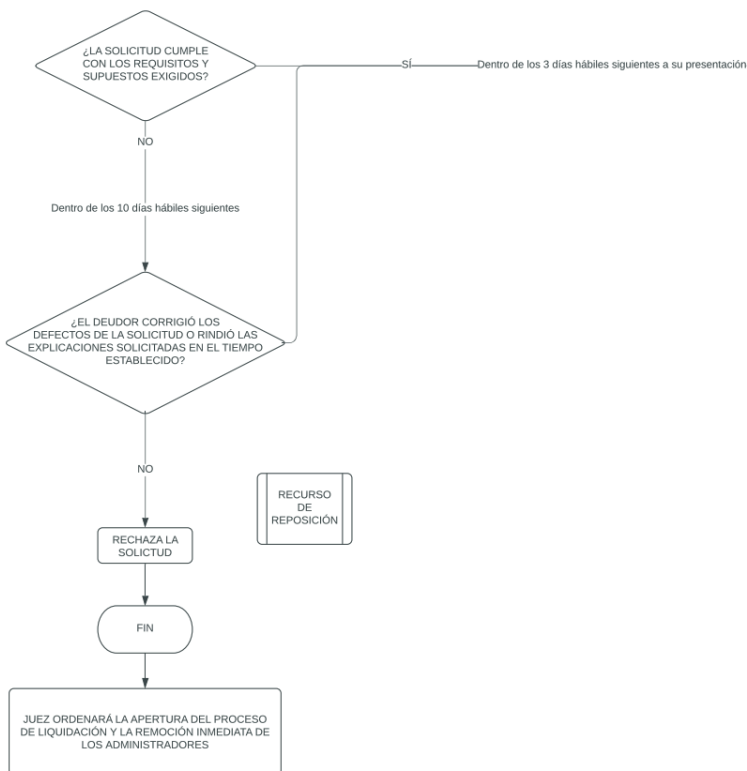 ¿LA SOLICITUD CUMPLE
CON LOS REQUISITOS Y
SUPUESTOS EXIGIDOS?
SÍ
Dentro de los 3 días hábiles siguientes a su presentación
NO
Dentro de los 10 días hábiles siguientes
¿EL DEUDOR CORRIGIÓ LOS
DEFECTOS DE LA SOLICITUD O RINDIÓ LAS
EXPLICACIONES SOLICITADAS EN EL TIEMPO
ESTABLECIDO?
NO
RECURSO
DE
REPOSICIÓN
RECHAZA LA
SOLICTUD
FIN
JUEZ ORDENARÁ LA APERTURA DEL PROCESO
DE LIQUIDACIÓN Y LA REMOCIÓN INMEDIATA DE
LOS ADMINISTRADORES